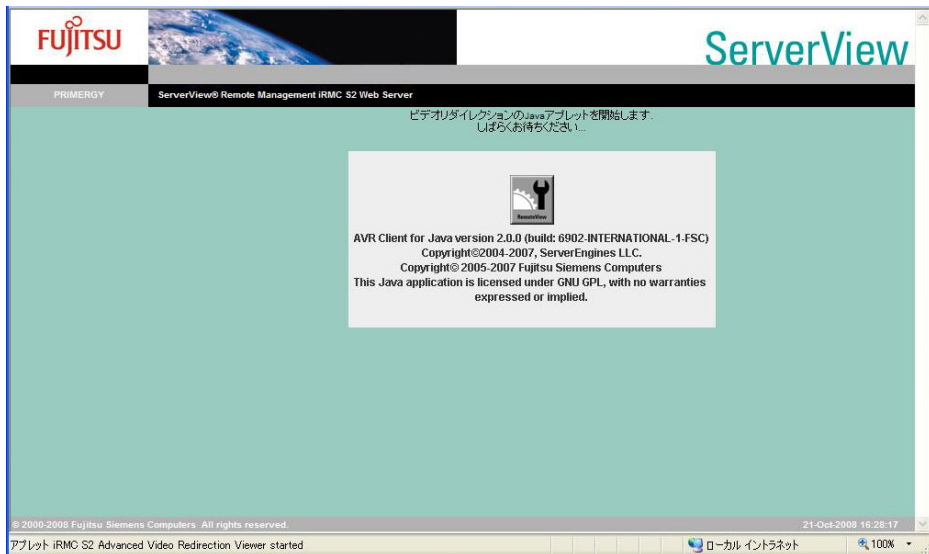 FUJITSU
ServerView
PRIMERGY
ServerView® Remote Management iRMC S2 Web Server
ビデオリダイレクションのJavaアプレットを開始します.
しばらくお待ちください...
RemoteView
AVR Client for Java version 2.0.0 (build: 6902-INTERNATIONAL-1-FSC)
Copyright©2004-2007, ServerEngines LLC.
Copyright© 2005-2007 Fujitsu Siemens Computers
This Java application is licensed under GNU GPL, with no warranties
expressed or implied.
© 2000-2008 Fujitsu Siemens Computers All rights reserved.
21-Oct-2008 16:28:17
アプレット iRMC S2 Advanced Video Redirection Viewer started
ローカル イントラネット
100%